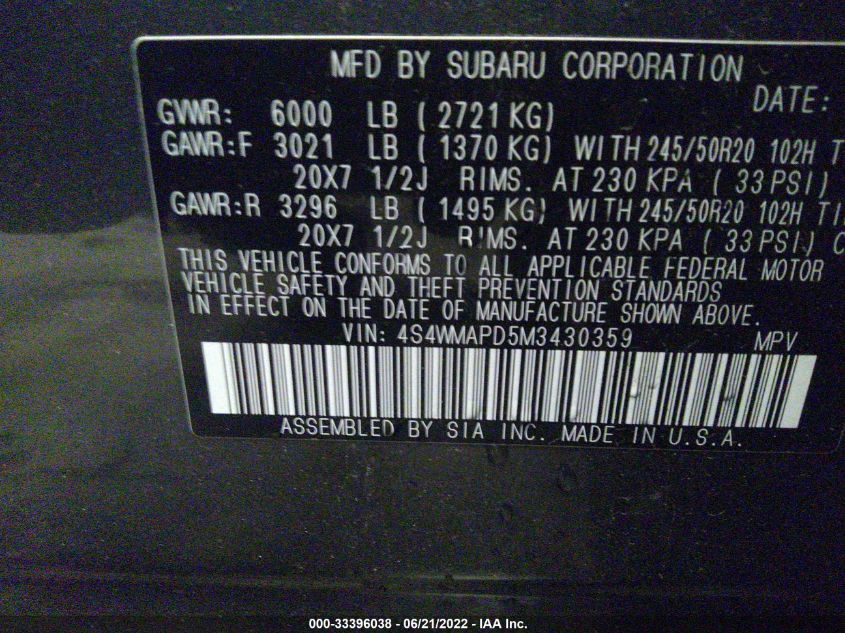 MFD BY SUBARU CORPORATION
DATE:
GVWR: 6000 LB ( 2721 KG)
GAWR:F 3021 LB ( 1370 KG) WITH 245/50R20 102H T
20X7 1/2J RIMS. AT 230 KPA ( 33 PSI)
GAWR:R 3296 LB ( 1495 KG) WITH 245/50R20 102H TI
20X7 1/2J RIMS. AT 230 KPA ( 33 PSI) C
THIS VEHICLE CONFORMS TO ALL APPLICABLE FEDERAL MOTOR
VEHICLE SAFETY AND THEFT PREVENTION STANDARDS
IN EFFECT ON THE DATE OF MANUFACTURE SHOWN ABOVE.
VIN: 4S4WMAPD5M3430359 MPV
ASSEMBLED BY SIA INC. MADE IN U.S.A.
000-33396038 - 06/21/2022 - IAA Inc.